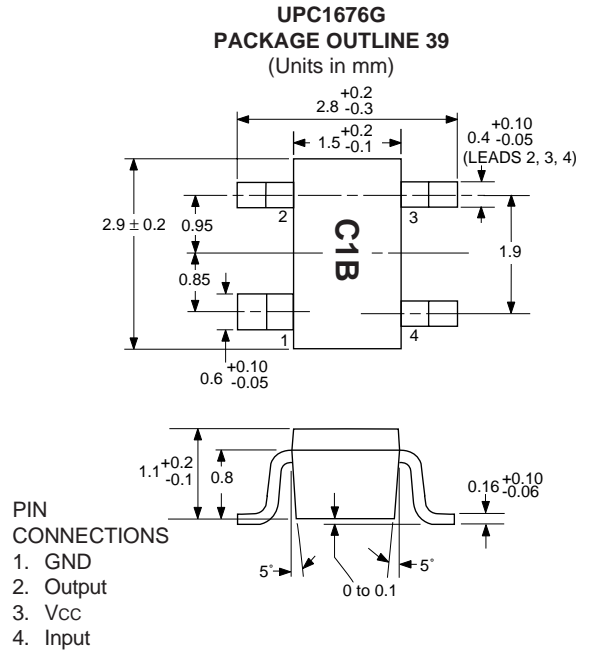 UPC1676G
PACKAGE OUTLINE 39
(Units in mm)
2.8 +0.2 -0.3
1.5 +0.2 -0.1
0.4 +0.10 -0.05
(LEADS 2, 3, 4)
2
3
2.9 ± 0.2
0.95
C1B
1.9
0.85
1
4
0.6 +0.10 -0.05
1.1 +0.2 -0.1
0.8
0.16 +0.10 -0.06
5°
5°
0 to 0.1
PIN
CONNECTIONS
1. GND
2. Output
3. VCC
4. Input